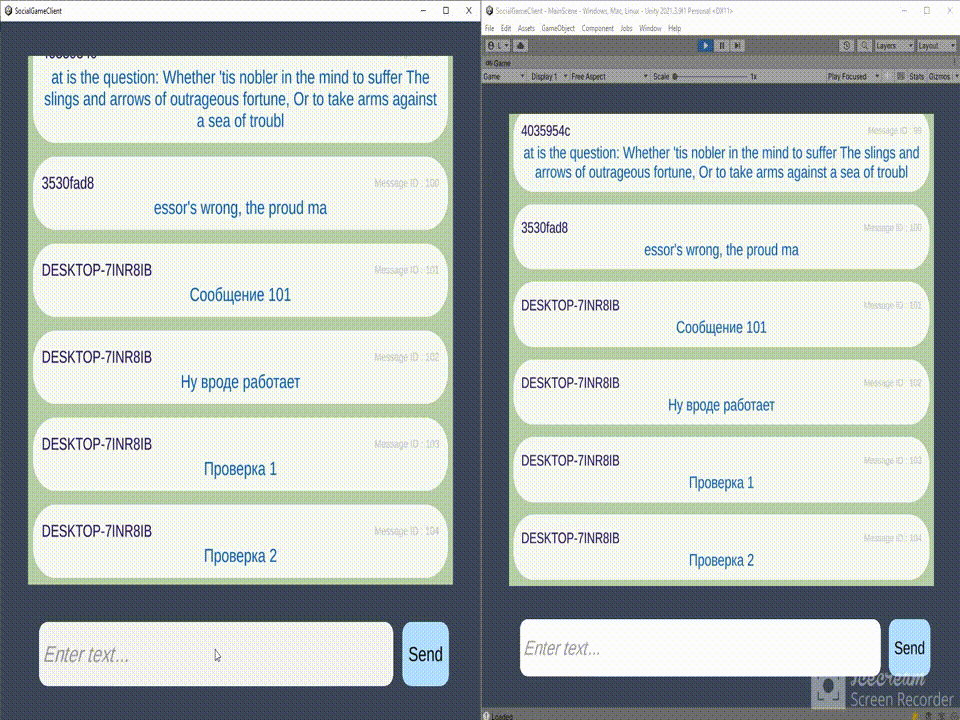 SocialGameClient
at is the question: Whether 'tis nobler in the mind to suffer The
slings and arrows of outrageous fortune, Or to take arms against
a sea of troubl
3530fad8
Message ID : 100
essor's wrong, the proud ma
DESKTOP-7INR8IB
Message ID : 101
Сообщение 101
DESKTOP-7INR8IB
Message ID : 102
Ну вроде работает
DESKTOP-7INR8IB
Message ID : 103
Проверка 1
DESKTOP-7INR8IB
Message ID : 104
Проверка 2
Enter text...
Send
SocialGameClient - MainScene - Windows, Mac, Linux - Unity 2021.3.9f1 Personal <DX11>
File Edit Assets GameObject Component Jobs Window Help
Layers Layout
Game
Game Display 1 Free Aspect Scale 1x Play Focused Stats Gizmos
4035954c
Message ID : 99
at is the question: Whether 'tis nobler in the mind to suffer The slings and
arrows of outrageous fortune, Or to take arms against a sea of troubl
3530fad8
Message ID : 100
essor's wrong, the proud ma
DESKTOP-7INR8IB
Message ID : 101
Сообщение 101
DESKTOP-7INR8IB
Message ID : 102
Ну вроде работает
DESKTOP-7INR8IB
Message ID : 103
Проверка 1
DESKTOP-7INR8IB
Message ID : 104
Проверка 2
Enter text...
Send
Icecream
Screen Recorder
Loaded